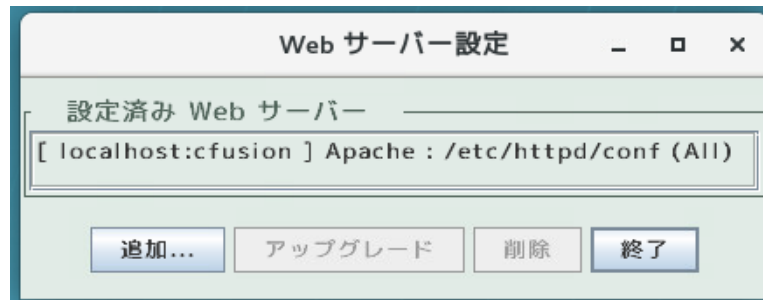 Web サーバー設定
設定済み Web サーバー
[ localhost:cfusion ] Apache : /etc/httpd/conf (All)
追加... アップグレード 削除 終了